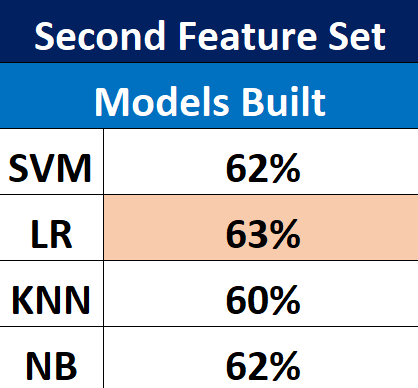 Second Feature Set
Models Built
SVM 62%
LR 63%
KNN 60%
NB 62%